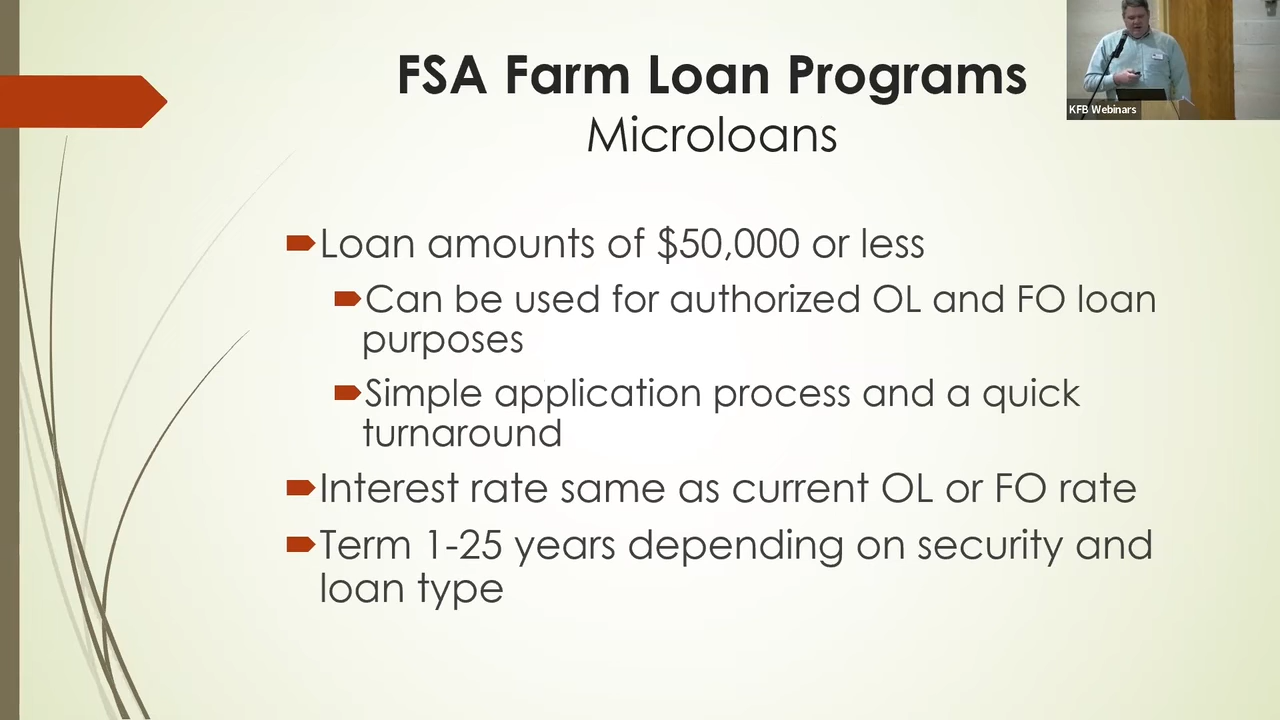 FSA Farm Loan Programs
Microloans
KFB Webinars
Loan amounts of $50,000 or less
Can be used for authorized OL and FO loan
purposes
Simple application process and a quick
turnaround
Interest rate same as current OL or FO rate
Term 1-25 years depending on security and
loan type